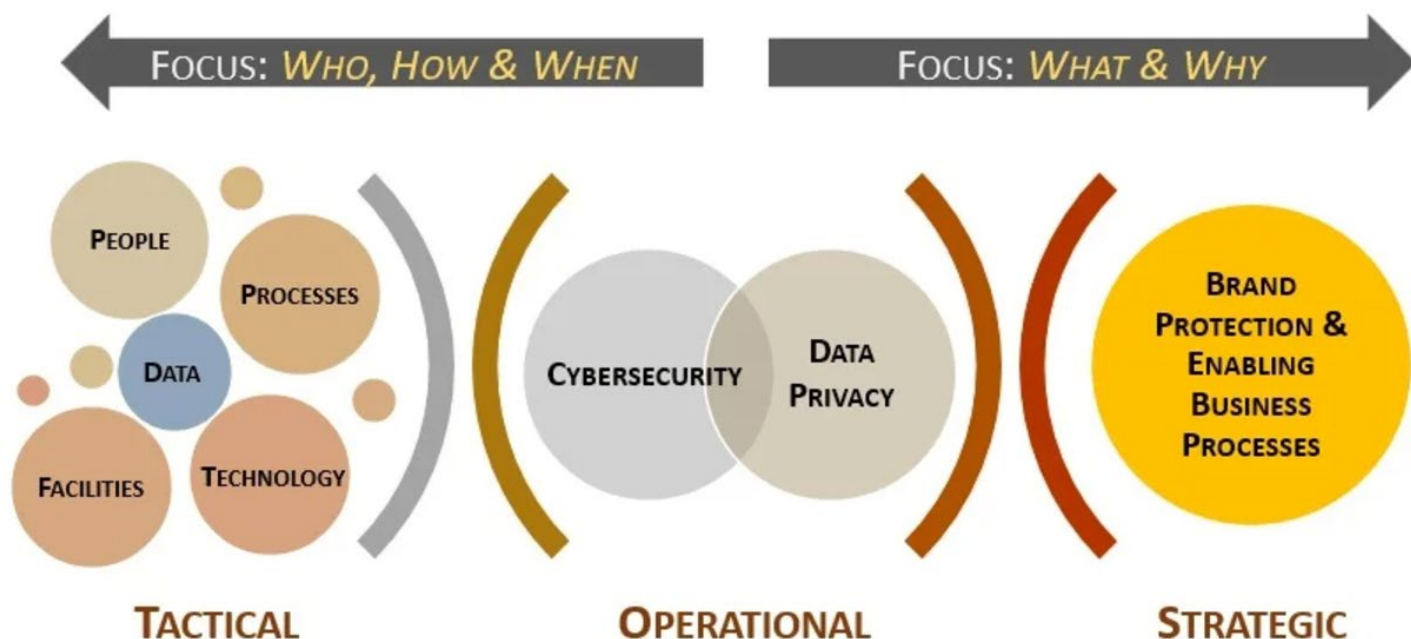 FOCUS: WHO, HOW & WHEN
FOCUS: WHAT & WHY
PEOPLE
PROCESSES
DATA
FACILITIES
TECHNOLOGY
CYBERSECURITY
DATA
PRIVACY
BRAND
PROTECTION &
ENABLING
BUSINESS
PROCESSES
TACTICAL
OPERATIONAL
STRATEGIC